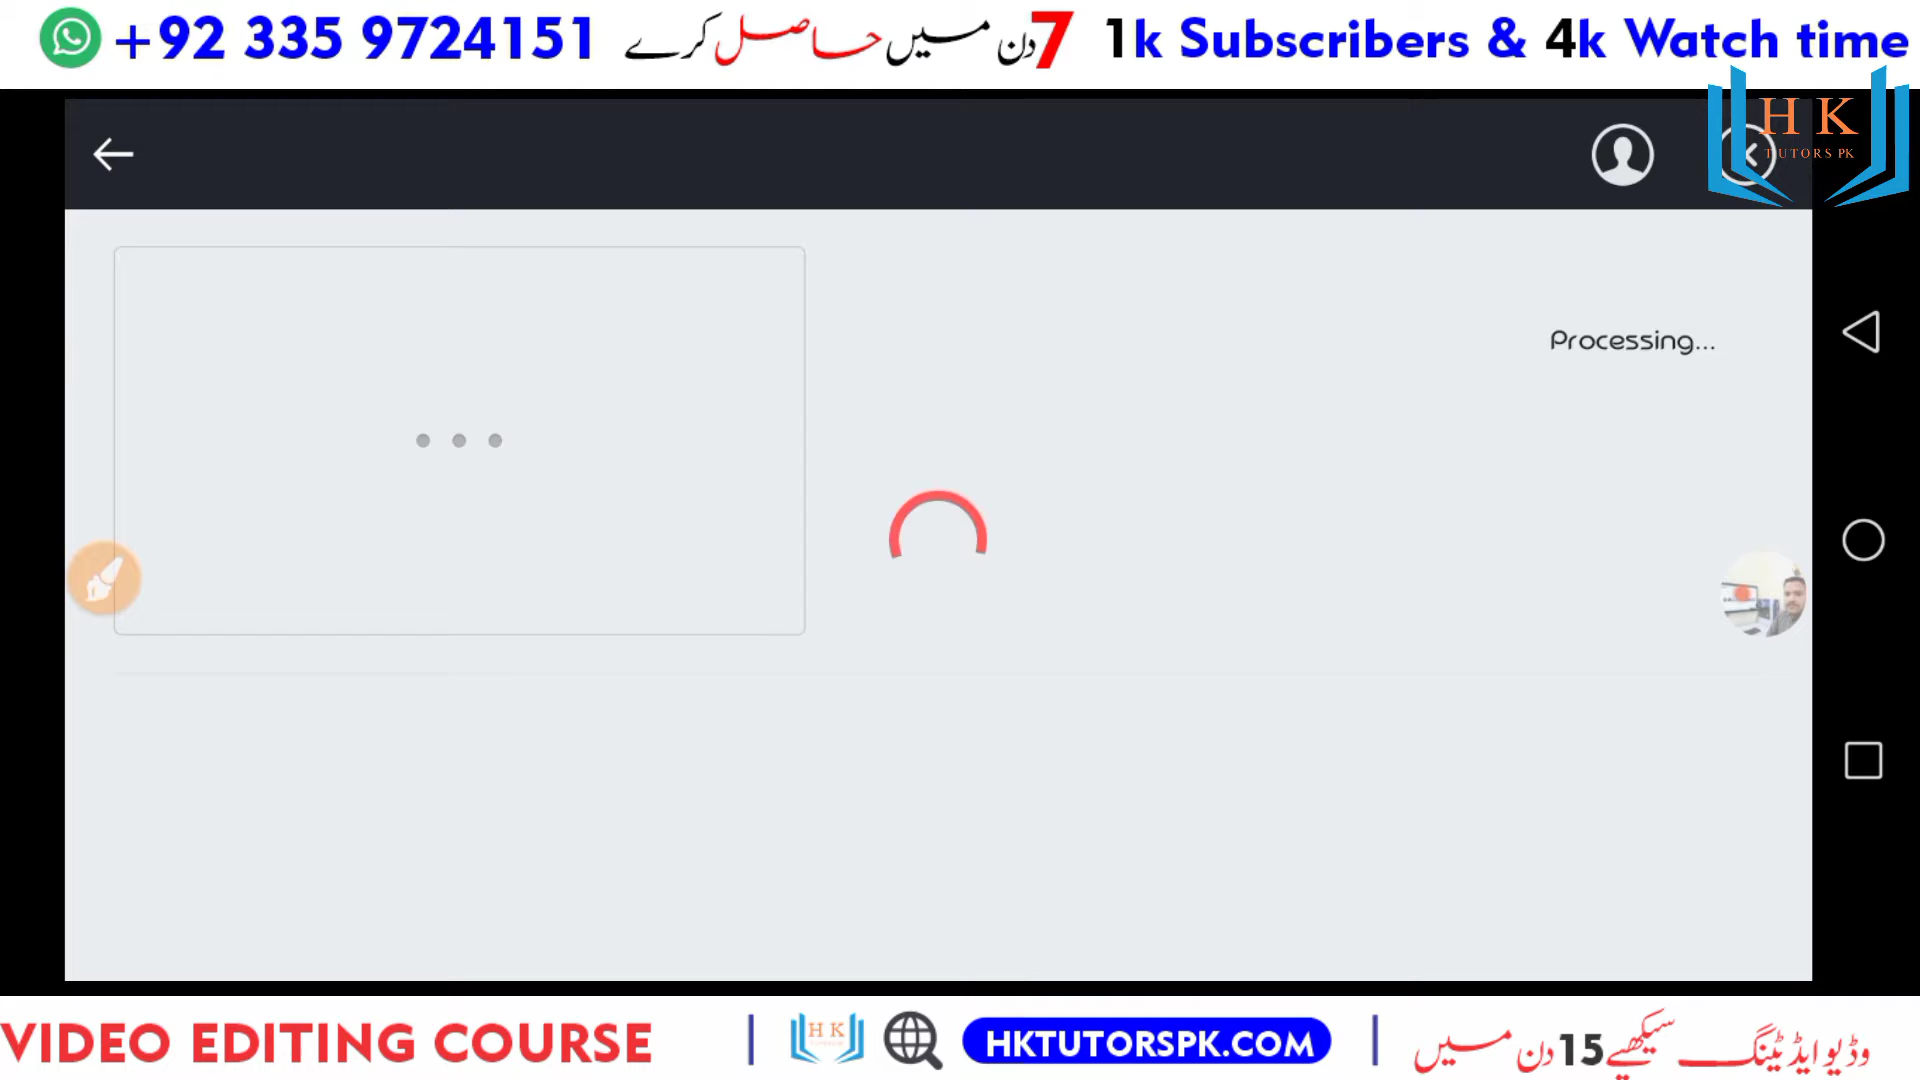 +92 335 9724151 7 دن میں حاصل کرے 1k Subscribers & 4k Watch time
H K
TUTORS PK
Processing...
VIDEO EDITING COURSE | H K HKTUTORSPK.COM | وڈیو ایڈیٹنگ سیکھیے 15 دن میں